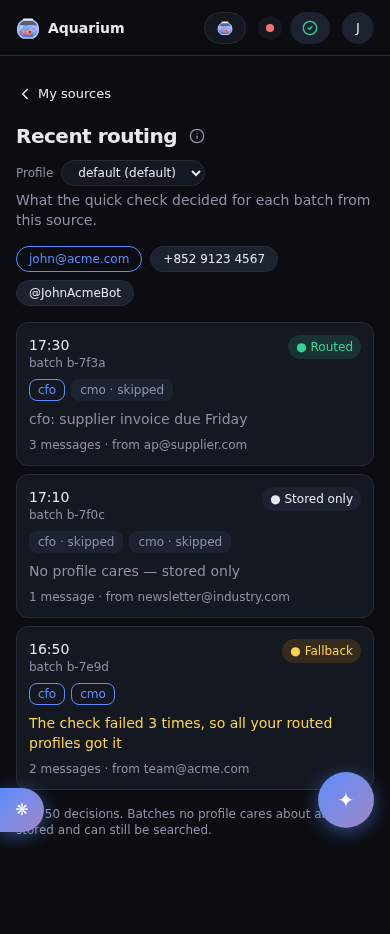 Aquarium
J
My sources
Recent routing
Profile default (default)
What the quick check decided for each batch from
this source.
john@acme.com +852 9123 4567
@JohnAcmeBot
17:30 Routed
batch b-7f3a
cfo cmo · skipped
cfo: supplier invoice due Friday
3 messages · from ap@supplier.com
17:10 Stored only
batch b-7f0c
cfo · skipped cmo · skipped
No profile cares — stored only
1 message · from newsletter@industry.com
16:50 Fallback
batch b-7e9d
cfo cmo
The check failed 3 times, so all your routed
profiles got it
2 messages · from team@acme.com
50 decisions. Batches no profile cares about
stored and can still be searched.